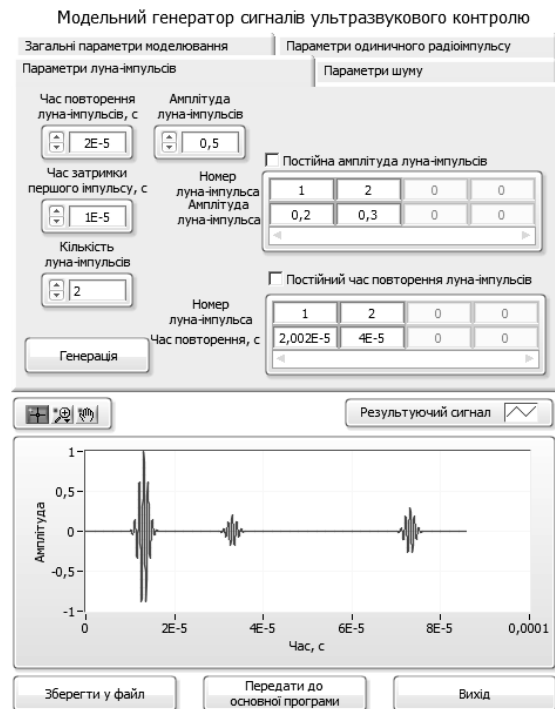 Модельний генератор сигналів ультразвукового контролю
Загальні параметри моделювання
Параметри одиничного радіоімпульсу
Параметри луна-імпульсів
Параметри шуму
Час повторення
луна-імпульсів, с
2E-5
Амплітуда
луна-імпульсів
0,5
Час затримки
першого імпульсу, с
1E-5
Кількість
луна-імпульсів
2
Постійна амплітуда луна-імпульсів
Номер
луна-імпульса
1 2 0 0
Амплітуда
луна-імпульса
0,2 0,3 0 0
Постійний час повторення луна-імпульсів
Номер
луна-імпульса
1 2 0 0
Час повторення, с
2,002E-5 4E-5 0 0
Генерація
Результуючий сигнал
Амплітуда
1
0,5
0
-0,5
-1
0 2E-5 4E-5 6E-5 8E-5 0,0001
Час, с
Зберегти у файл
Передати до
основної програми
Вихід